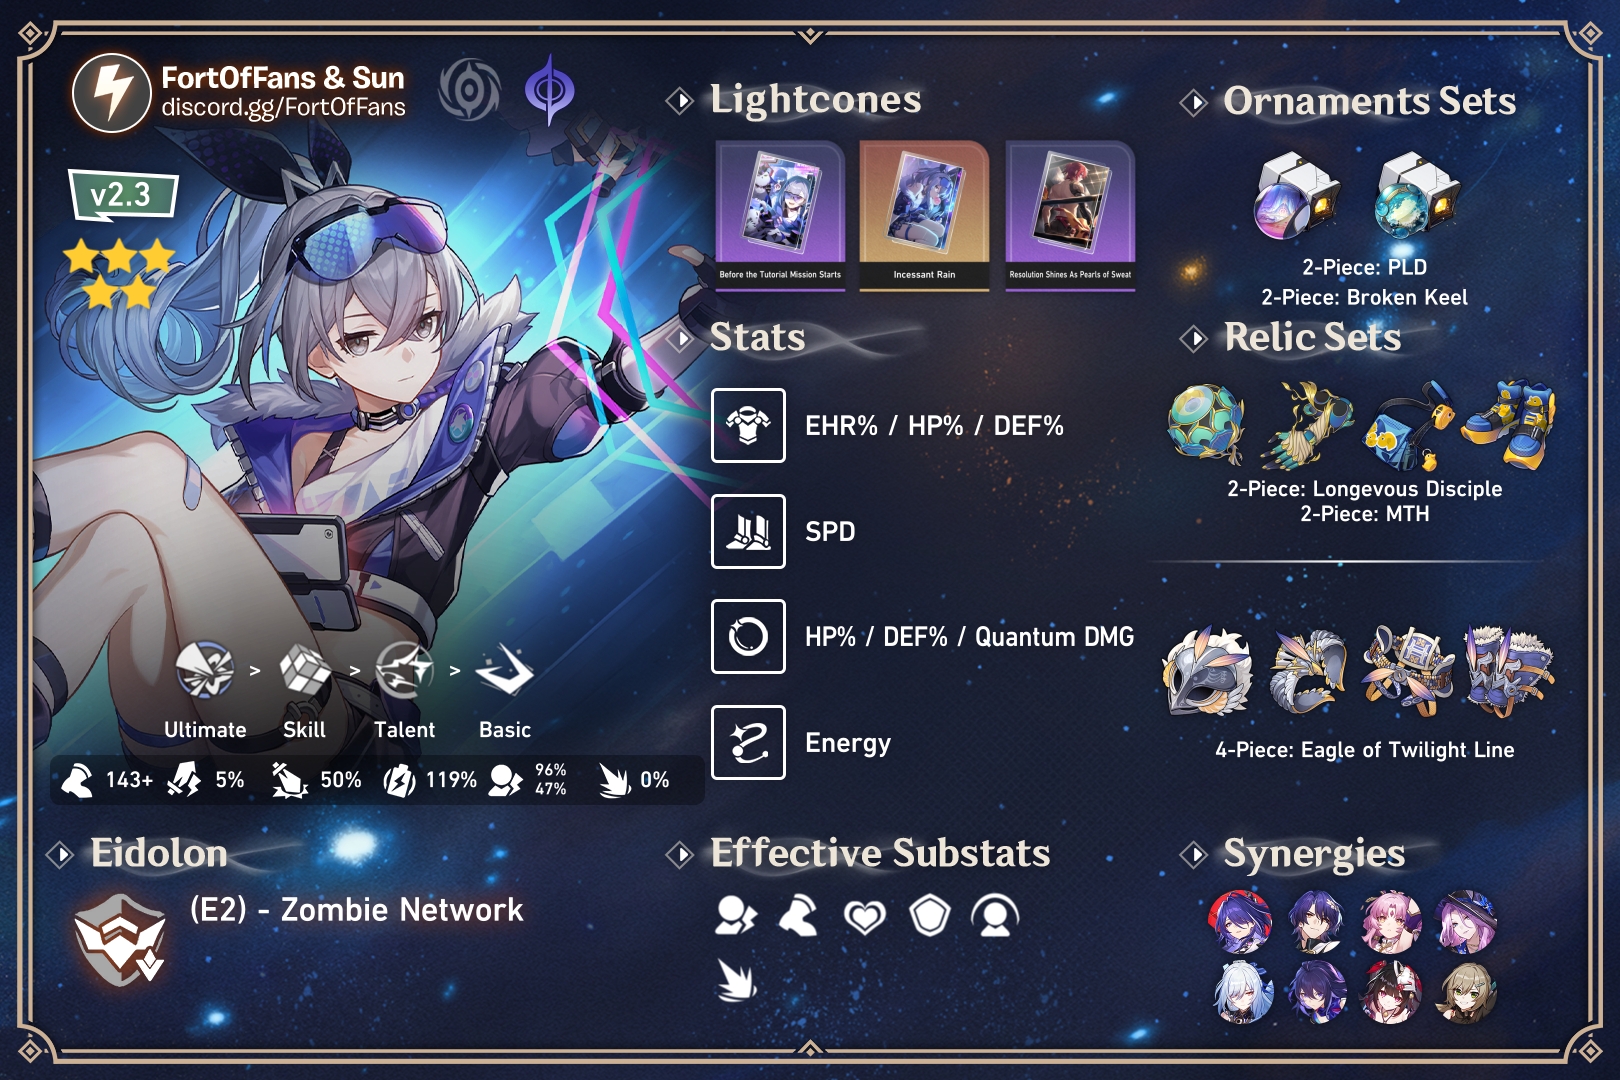 FortOfFans & Sun
discord.gg/FortOfFans
v2.3
Ultimate > Skill > Talent > Basic
143+ 5% 50% 119% 96% 47% 0%
Eidolon
(E2) - Zombie Network
Lightcones
Before the Tutorial Mission Starts
Incessant Rain
Resolution Shines As Pearls of Sweat
Stats
EHR% / HP% / DEF%
SPD
HP% / DEF% / Quantum DMG
Energy
Effective Substats
Ornaments Sets
2-Piece: PLD
2-Piece: Broken Keel
Relic Sets
2-Piece: Longevous Disciple
2-Piece: MTH
4-Piece: Eagle of Twilight Line
Synergies